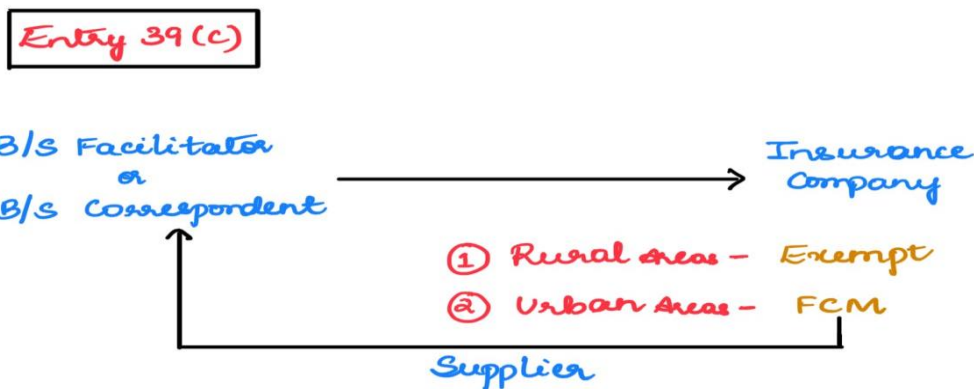 Entry 39(c)
B/S Facilitator
or
B/S Correspondent
Insurance
Company
① Rural Areas - Exempt
② Urban Areas - FCM
Supplier